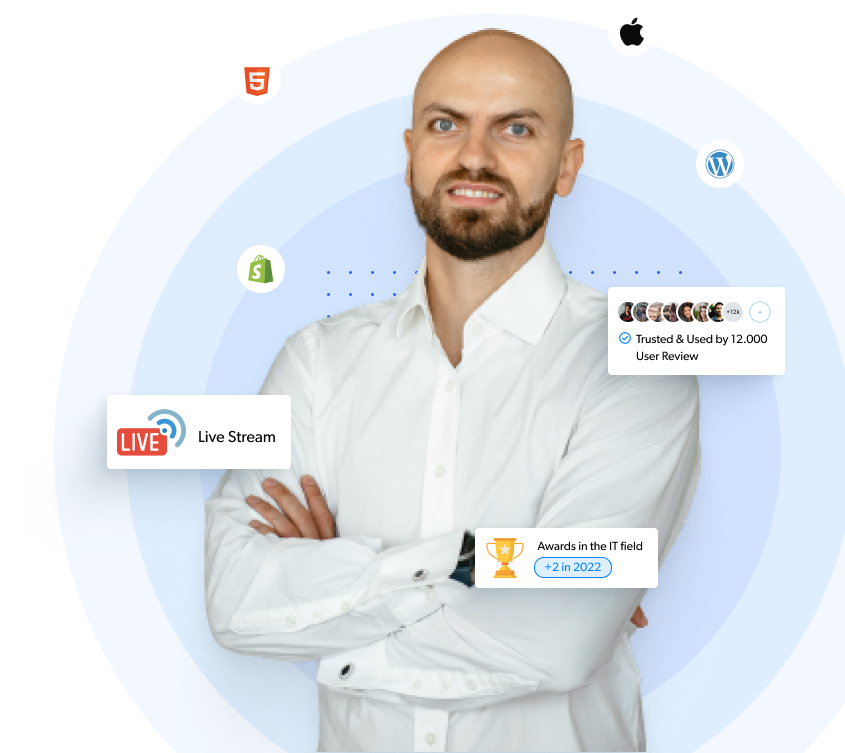 5
W
S
+12k
+
Trusted & Used by 12.000
User Review
LIVE
Live Stream
Awards in the IT field
+2 in 2022